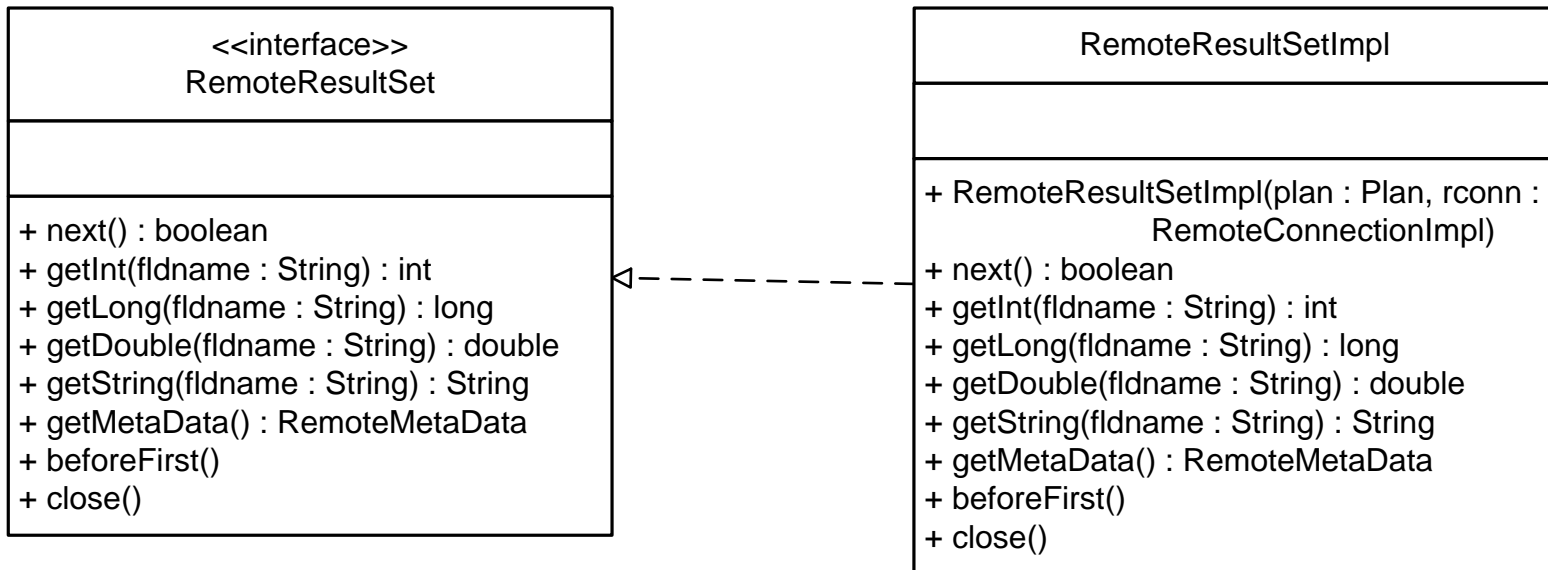 <<interface>>
RemoteResultSet
+ next() : boolean
+ getInt(fldname : String) : int
+ getLong(fldname : String) : long
+ getDouble(fldname : String) : double
+ getString(fldname : String) : String
+ getMetaData() : RemoteMetaData
+ beforeFirst()
+ close()
RemoteResultSetImpl
+ RemoteResultSetImpl(plan : Plan, rconn :
RemoteConnectionImpl)
+ next() : boolean
+ getInt(fldname : String) : int
+ getLong(fldname : String) : long
+ getDouble(fldname : String) : double
+ getString(fldname : String) : String
+ getMetaData() : RemoteMetaData
+ beforeFirst()
+ close()